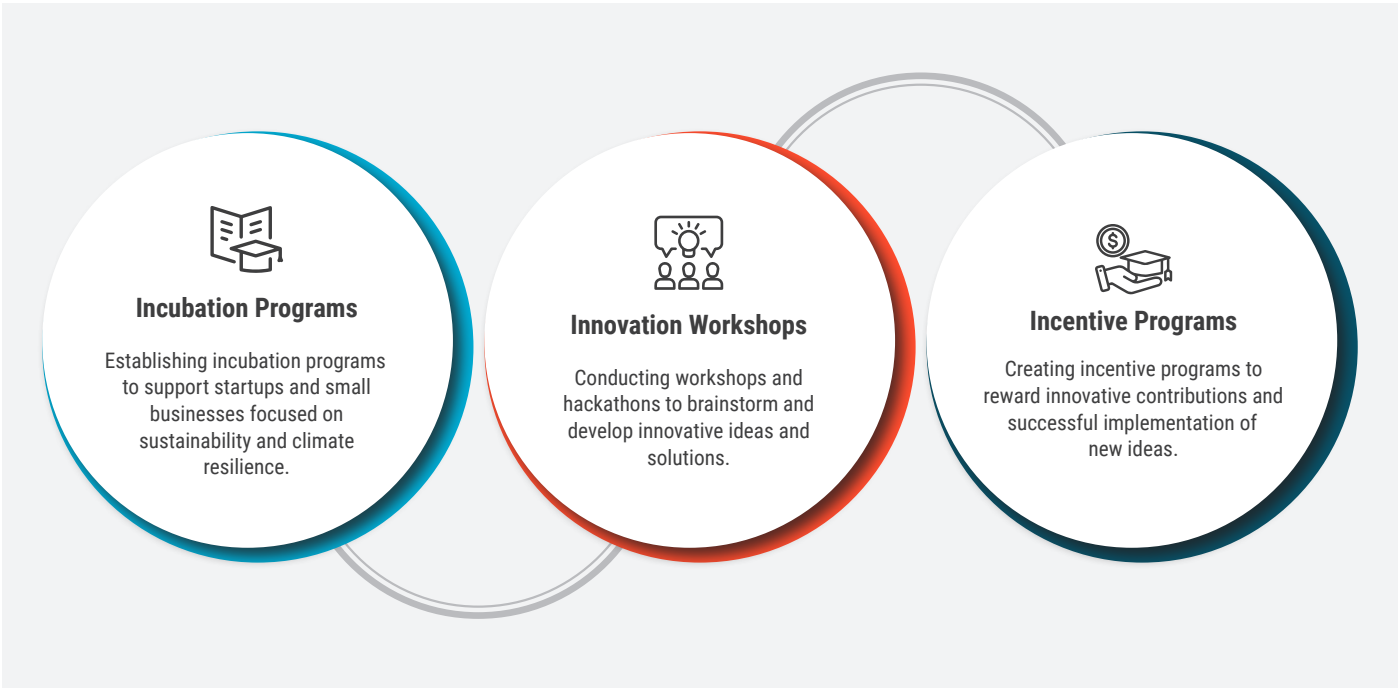 Incubation Programs
Establishing incubation programs
to support startups and small
businesses focused on
sustainability and climate
resilience.
Innovation Workshops
Conducting workshops and
hackathons to brainstorm and
develop innovative ideas and
solutions.
$
Incentive Programs
Creating incentive programs to
reward innovative contributions and
successful implementation of
new ideas.